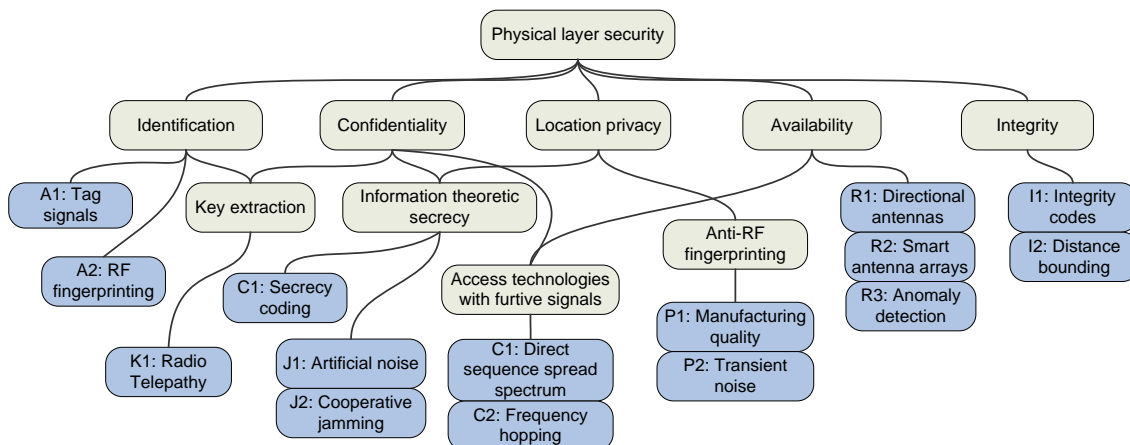 Physical layer security
Identification
Confidentiality
Location privacy
Availability
Integrity
A1: Tag
signals
Key extraction
Information theoretic
secrecy
R1: Directional
antennas
I1: Integrity
codes
A2: RF
fingerprinting
C1: Secrecy
coding
Access technologies
with furtive signals
Anti-RF
fingerprinting
R2: Smart
antenna arrays
I2: Distance
bounding
R3: Anomaly
detection
K1: Radio
Telepathy
J1: Artificial noise
J2: Cooperative
jamming
C1: Direct
sequence spread
spectrum
C2: Frequency
hopping
P1: Manufacturing
quality
P2: Transient
noise